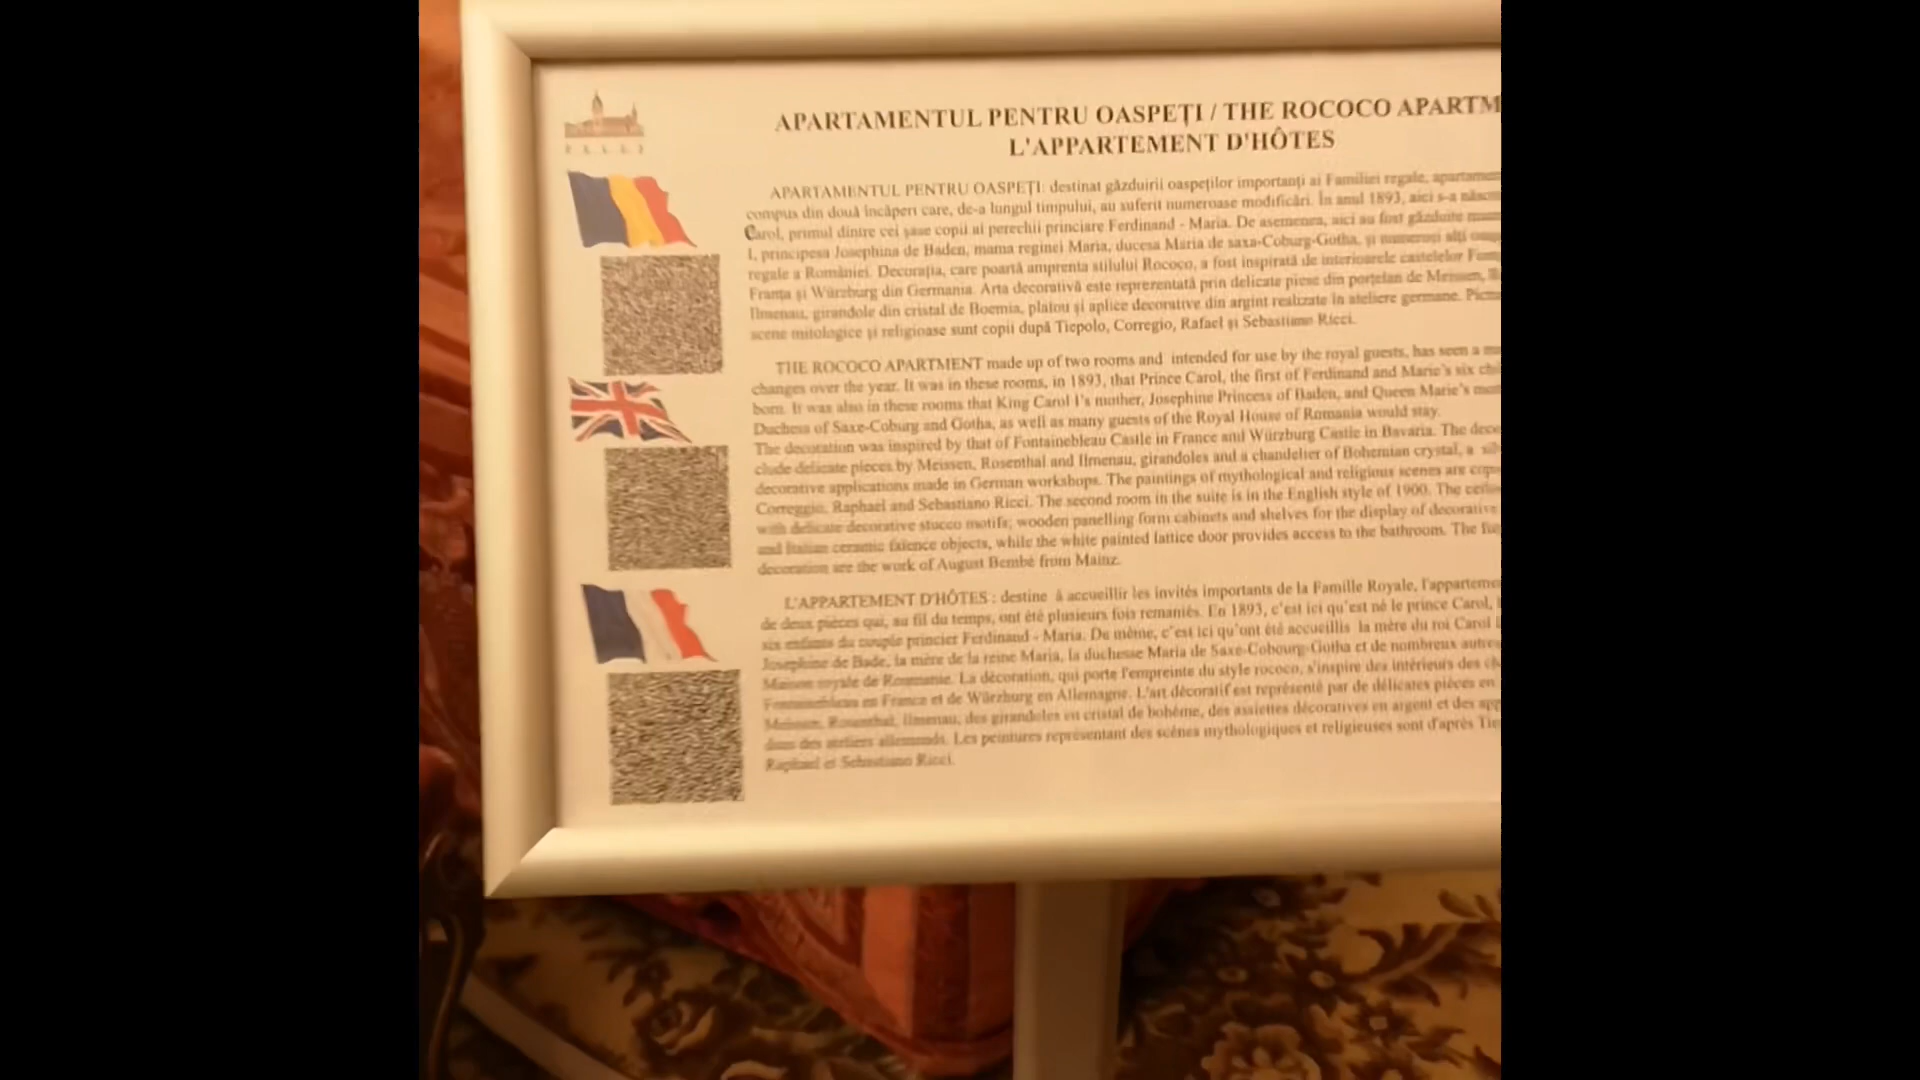 APARTAMENTUL PENTRU OASPEȚI / THE ROCOCO APARTM
L'APPARTEMENT D'HÔTES
APARTAMENTUL PENTRU OASPEȚI: destinat găzduirii oaspeților importanți ai Familiei regale,
compus din două încăperi care, de-a lungul timpului, au suferit numeroase modificări. În anul 1893, aici s-a
Carol, primul dintre cei șase copii ai perechii princiare Ferdinand - Maria. De asemenea, aici au fost găzduite
I, principesa Josephina de Baden, mama reginei Maria, ducesa Maria de saxa-Coburg-Gotha, și numeroși alți
regale a României. Decorația, care poartă amprenta stilului Rococo, a fost inspirată de interioarele castelelor
Franța și Würzburg din Germania. Arta decorativă este reprezentată prin delicate piese din porțelan de Meissen,
Ilmenau, girandole din cristal de Boemia, platou și aplice decorative din argint realizate în ateliere germane.
scene mitologice și religioase sunt copii după Tiepolo, Corregio, Rafael și Sebastiano Ricci.
THE ROCOCO APARTMENT made up of two rooms and intended for use by the royal guests, has seen a
changes over the year. It was in these rooms, in 1893, that Prince Carol, the first of Ferdinand and Marie's six
born. It was also in these rooms that King Carol I's mother, Josephine Princess of Baden, and Queen Marie's
Duchess of Saxe-Coburg and Gotha, as well as many guests of the Royal House of Romania would stay.
The decoration was inspired by that of Fontainebleau Castle in France and Würzburg Castle in Bavaria. The
clude delicate pieces by Meissen, Rosenthal and Ilmenau, girandoles and a chandelier of Bohemian crystal, a
decorative applications made in German workshops. The paintings of mythological and religious scenes are
Correggio, Raphael and Sebastiano Ricci. The second room in the suite is in the English style of 1900. The
with delicate decorative stucco motifs; wooden panelling form cabinets and shelves for the display of decorative
and Italian ceramic faience objects, while the white painted lattice door provides access to the bathroom. The
decoration are the work of August Bembé from Mainz.
L'APPARTEMENT D'HÔTES : destine à accueillir les invités importants de la Famille Royale,
de deux pièces qui, au fil du temps, ont été plusieurs fois remaniés. En 1893, c'est ici qu'est né le prince Carol,
six enfants du couple princier Ferdinand - Maria. De même, c'est ici qu'ont été accueillis la mère du roi Carol
Josephine de Bade, la mère de la reine Maria, la duchesse Maria de Saxe-Cobourg-Gotha et de nombreux
Maison royale de Roumanie. La décoration, qui porte l'empreinte du style rococo, s'inspire des intérieurs des
Fontainebleau en France et de Würzburg en Allemagne. L'art décoratif est représenté par de délicates pièces en
Meissen, Rosenthal, Ilmenau, des girandoles en cristal de bohème, des assiettes décoratives en argent et des
dans des ateliers allemands. Les peintures représentant des scènes mythologiques et religieuses sont d'après
Raphael et Sebastiano Ricci.